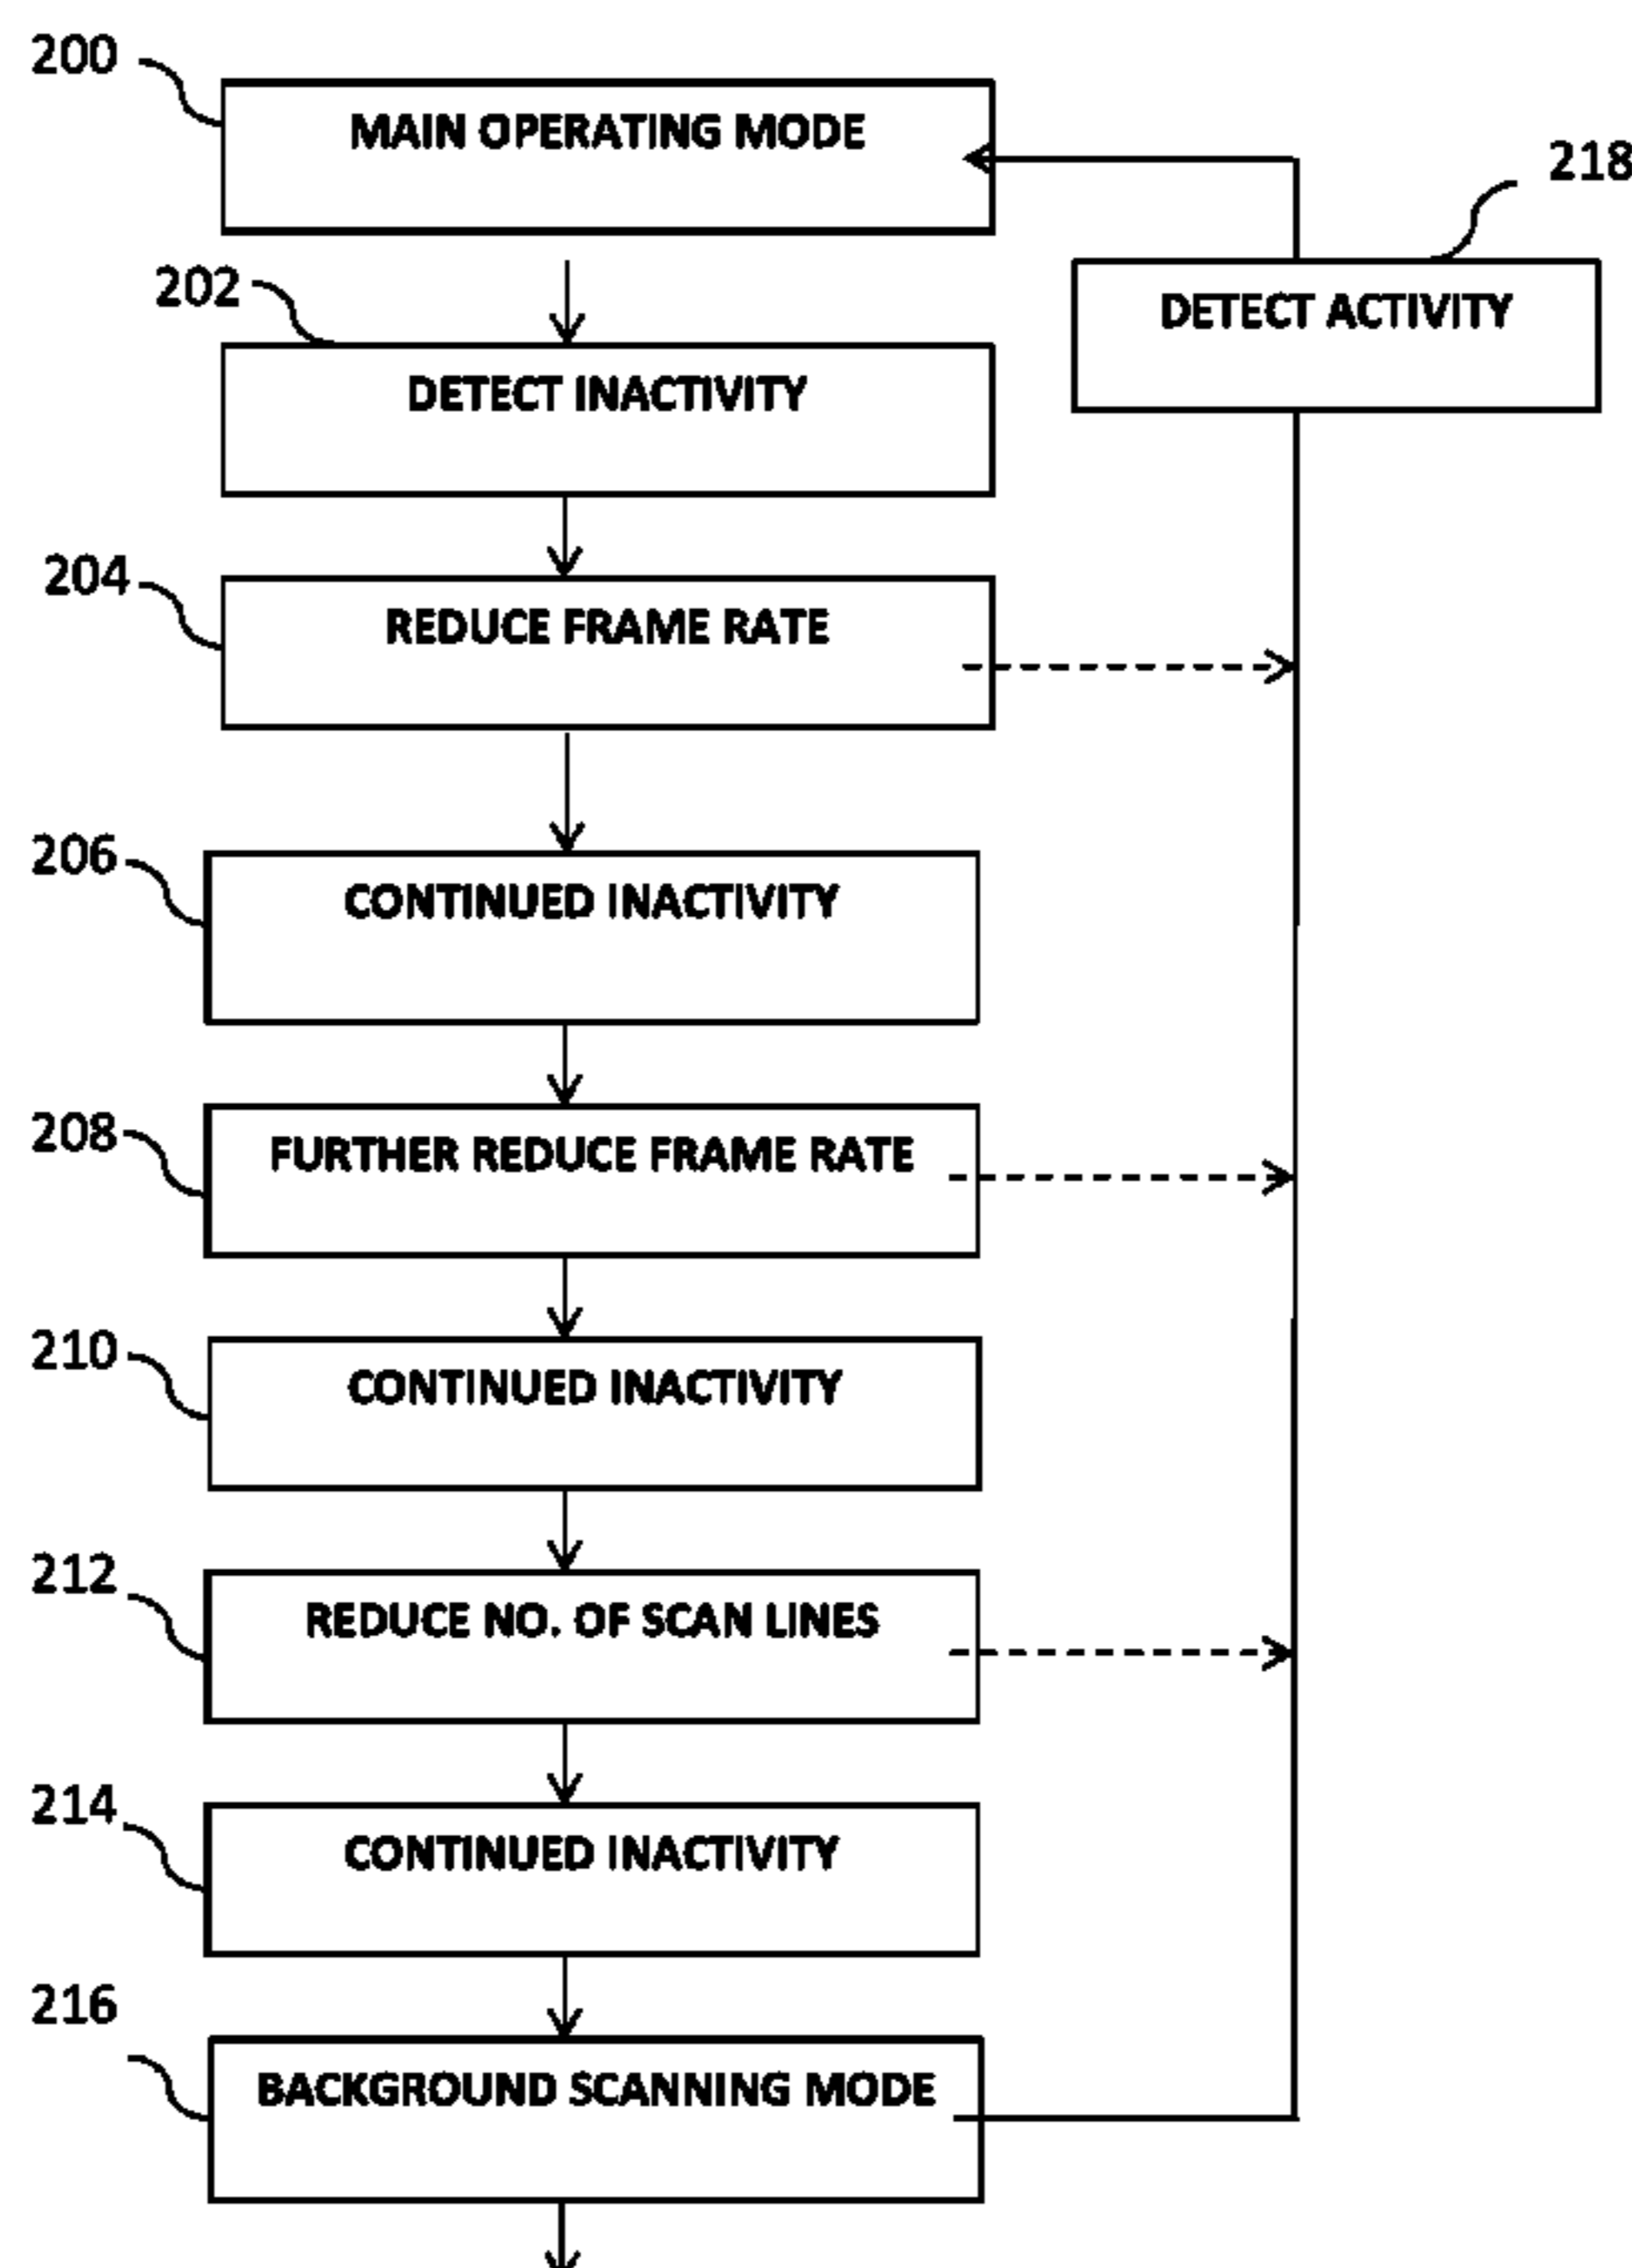 200
MAIN OPERATING MODE
218
202
DETECT ACTIVITY
DETECT INACTIVITY
204
REDUCE FRAME RATE
206
CONTINUED INACTIVITY
208
FURTHER REDUCE FRAME RATE
210
CONTINUED INACTIVITY
212
REDUCE NO. OF SCAN LINES
214
CONTINUED INACTIVITY
216
BACKGROUND SCANNING MODE